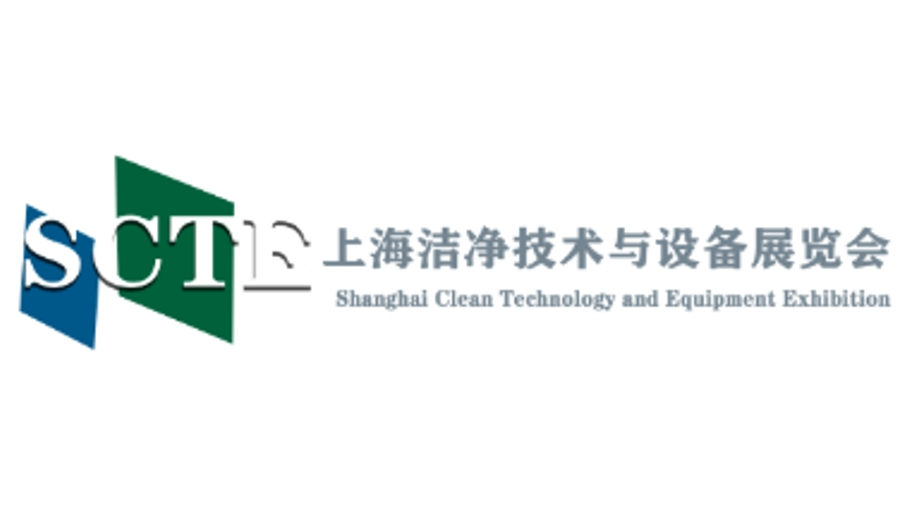 SCTE
上海洁净技术与设备展览会
Shanghai Clean Technology and Equipment Exhibition